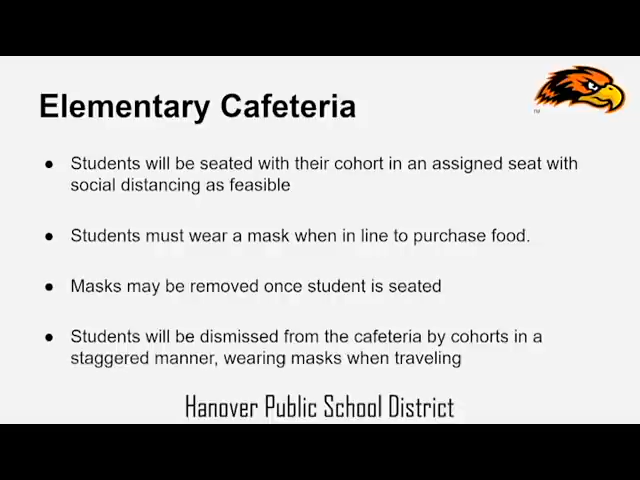 Elementary Cafeteria
TM
● Students will be seated with their cohort in an assigned seat with
social distancing as feasible
● Students must wear a mask when in line to purchase food.
● Masks may be removed once student is seated
● Students will be dismissed from the cafeteria by cohorts in a
staggered manner, wearing masks when traveling
Hanover Public School District